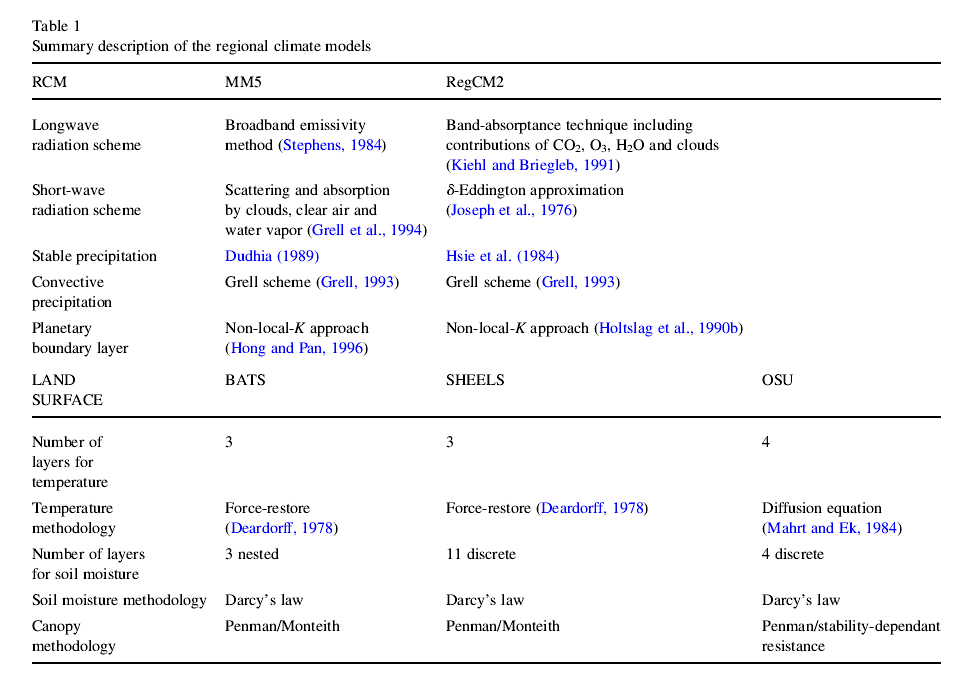 Table 1
Summary description of the regional climate models
RCM MM5 RegCM2
Longwave Broadband emissivity Band-absorptance technique including
radiation scheme method (Stephens, 1984) contributions of CO₂, O₃, H₂O and clouds
(Kiehl and Briegleb, 1991)
Short-wave Scattering and absorption δ-Eddington approximation
radiation scheme by clouds, clear air and (Joseph et al., 1976)
water vapor (Grell et al., 1994)
Stable precipitation Dudhia (1989) Hsie et al. (1984)
Convective Grell scheme (Grell, 1993) Grell scheme (Grell, 1993)
precipitation
Planetary Non-local-K approach Non-local-K approach (Holtslag et al., 1990b)
boundary layer (Hong and Pan, 1996)
LAND BATS SHEELS OSU
SURFACE
Number of 3 3 4
layers for
temperature
Temperature Force-restore Force-restore (Deardorff, 1978) Diffusion equation
methodology (Deardorff, 1978) (Mahrt and Ek, 1984)
Number of layers 3 nested 11 discrete 4 discrete
for soil moisture
Soil moisture methodology Darcy's law Darcy's law Darcy's law
Canopy Penman/Monteith Penman/Monteith Penman/stability-dependant
methodology resistance